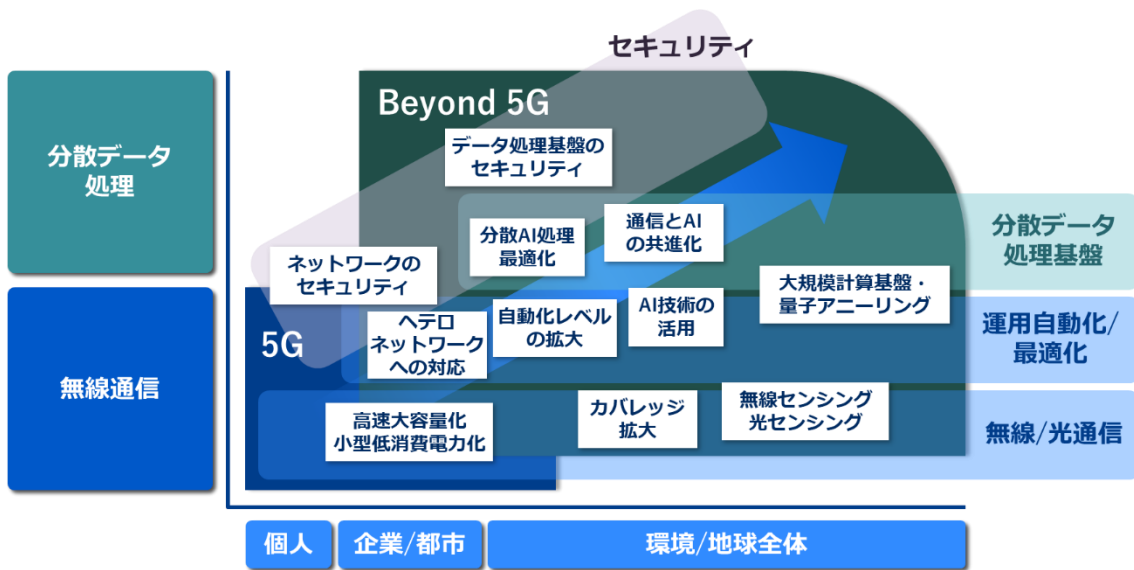 セキュリティ
Beyond 5G
分散データ
処理
データ処理基盤の
セキュリティ
分散AI処理
最適化
通信とAI
の共進化
分散データ
処理基盤
ネットワークの
セキュリティ
大規模計算基盤・
量子アニーリング
5G
ヘテロ
ネットワーク
への対応
自動化レベル
の拡大
AI技術の
活用
運用自動化/
最適化
無線通信
高速大容量化
小型低消費電力化
カバレッジ
拡大
無線センシング
光センシング
無線/光通信
個人
企業/都市
環境/地球全体